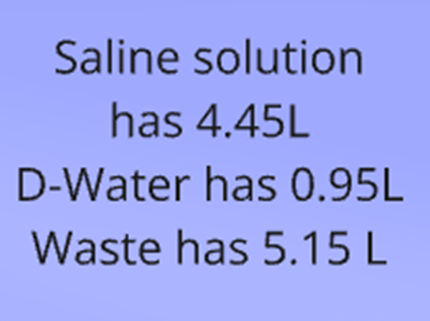 Saline solution
has 4.45L
D-Water has 0.95L
Waste has 5.15 L